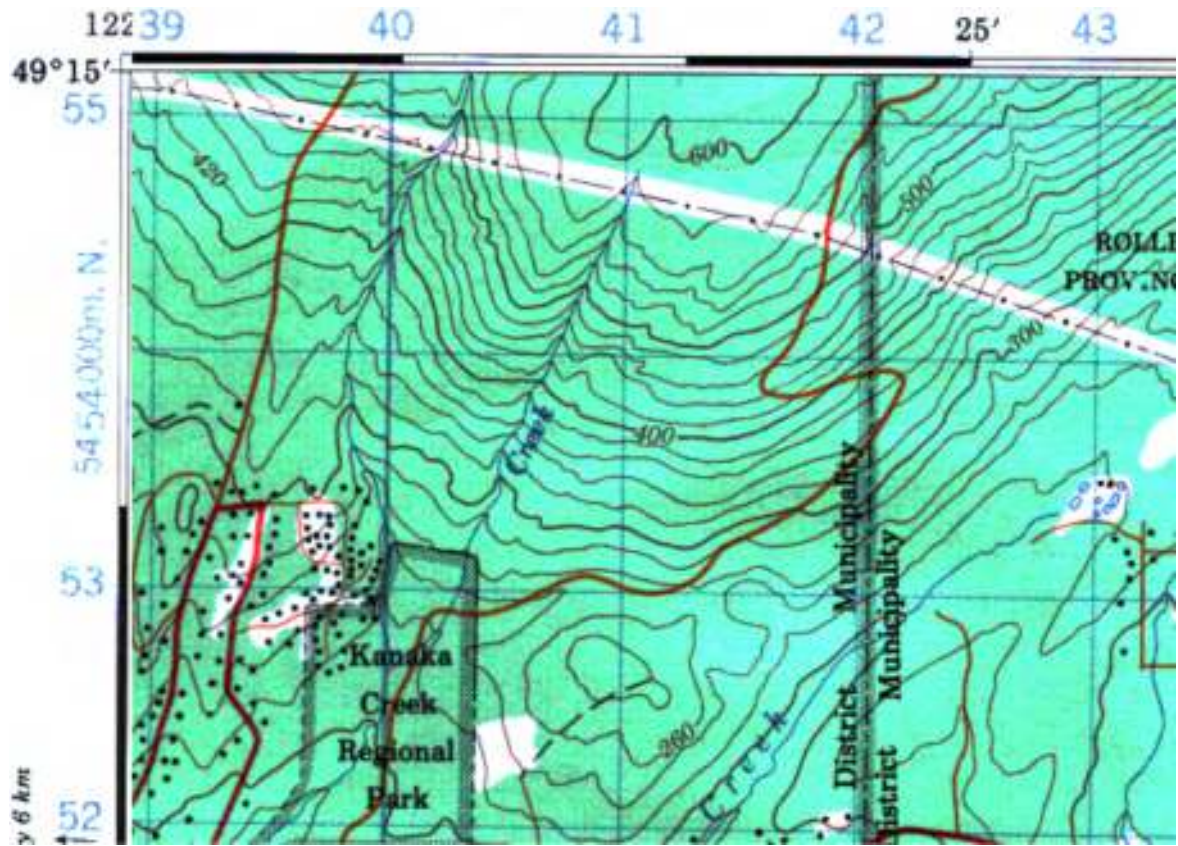 122
39
40
41
42
25′
43
49°15′
55
420
600
500
ROLLE
PROV.NC
5454000m. N.
300
Creek
400
Municipality
Municipality
53
Kanaka
Creek
Regional
Park
260
Creek
District
District
52
y 6 km